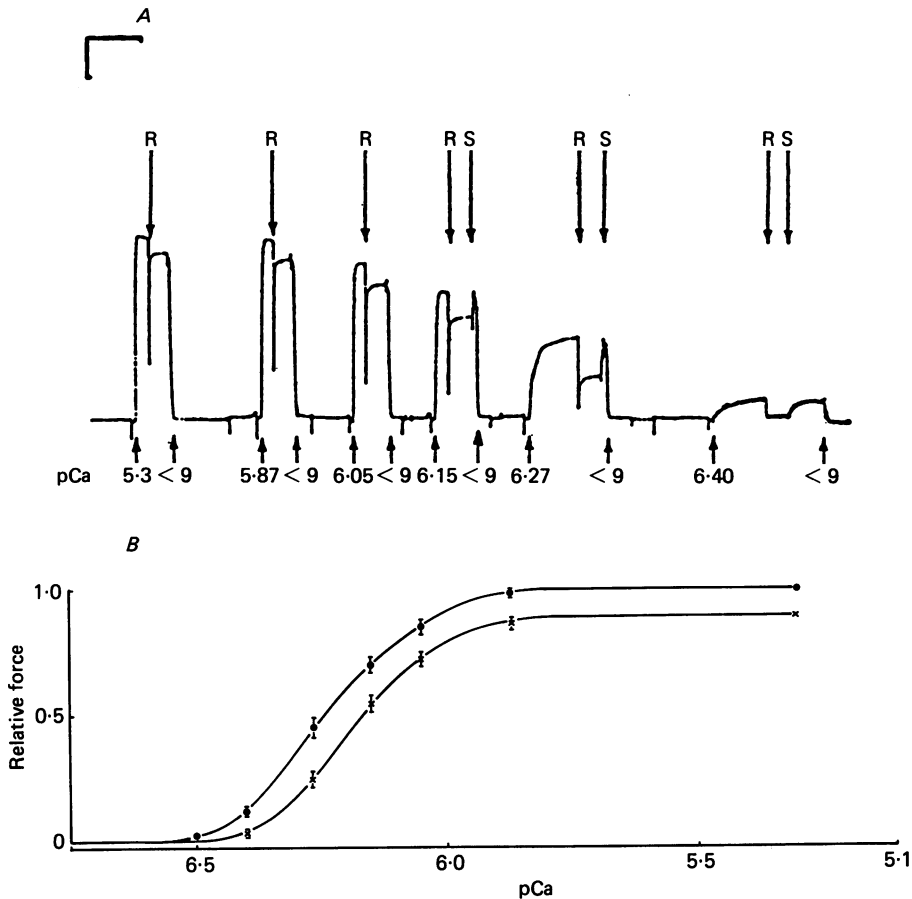 A
R R R R S R S R S
pCa 5·3 < 9 5·87 < 9 6·05 < 9 6·15 < 9 6·27 < 9 6·40 < 9
B
1·0
0·5
0
Relative force
6·5 6·0 5·5 5·1
pCa